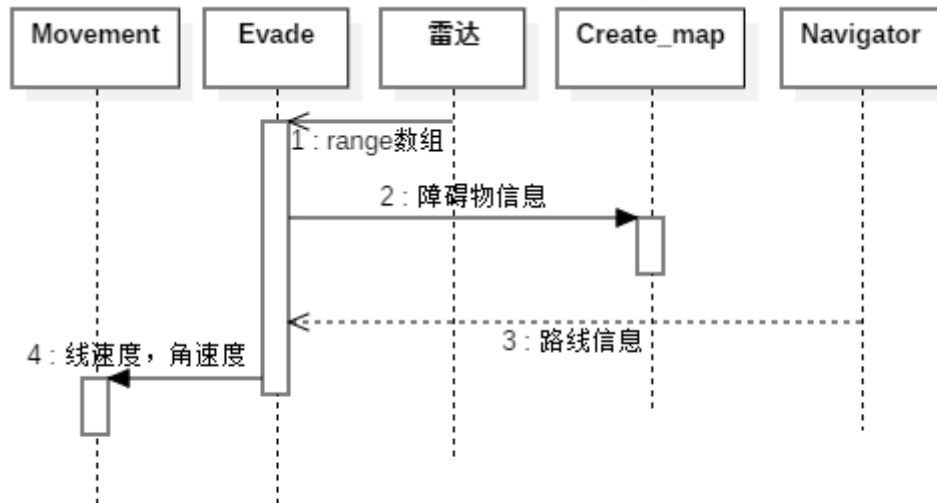 Movement
Evade
雷达
Create_map
Navigator
1 : range数组
2 : 障碍物信息
3 : 路线信息
4 : 线速度，角速度